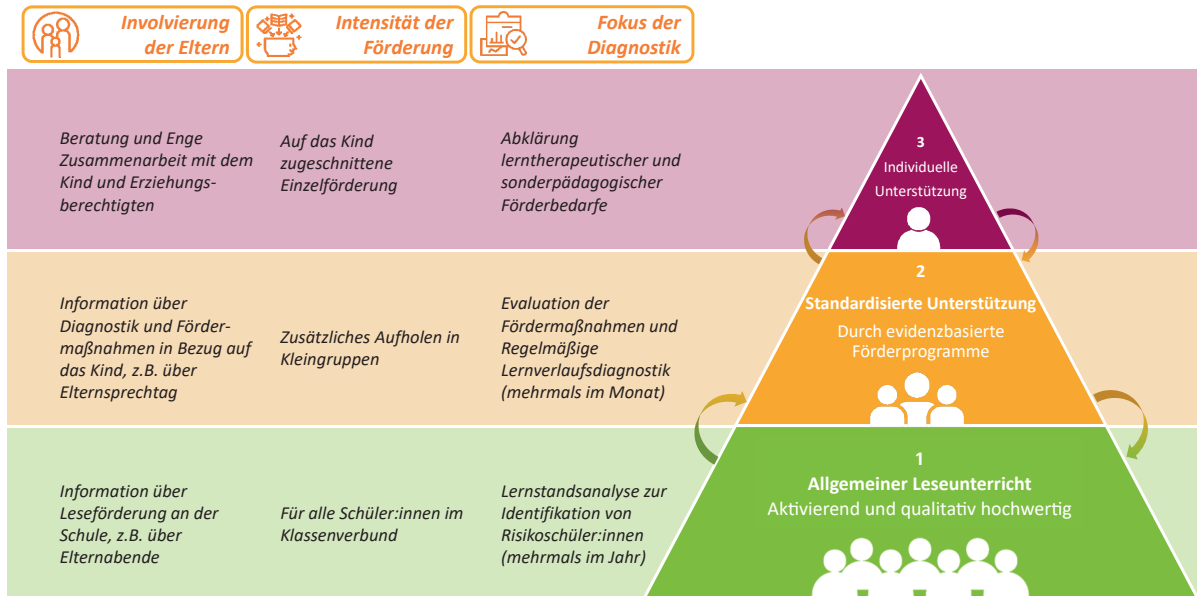 Involvierung
der Eltern
Intensität der
Förderung
Fokus der
Diagnostik
Beratung und Enge
Zusammenarbeit mit dem
Kind und Erziehungs-
berechtigten
Auf das Kind
zugeschnittene
Einzelförderung
Abklärung
lerntherapeutischer und
sonderpädagogischer
Förderbedarfe
3
Individuelle
Unterstützung
Information über
Diagnostik und Förder-
maßnahmen in Bezug auf
das Kind, z.B. über
Elternsprechtag
Zusätzliches Aufholen in
Kleingruppen
Evaluation der
Fördermaßnahmen und
Regelmäßige
Lernverlaufsdiagnostik
(mehrmals im Monat)
2
Standardisierte Unterstützung
Durch evidenzbasierte
Förderprogramme
Information über
Leseförderung an der
Schule, z.B. über
Elternabende
Für alle Schüler:innen im
Klassenverbund
Lernstandsanalyse zur
Identifikation von
Risikoschüler:innen
(mehrmals im Jahr)
1
Allgemeiner Leseunterricht
Aktivierend und qualitativ hochwertig